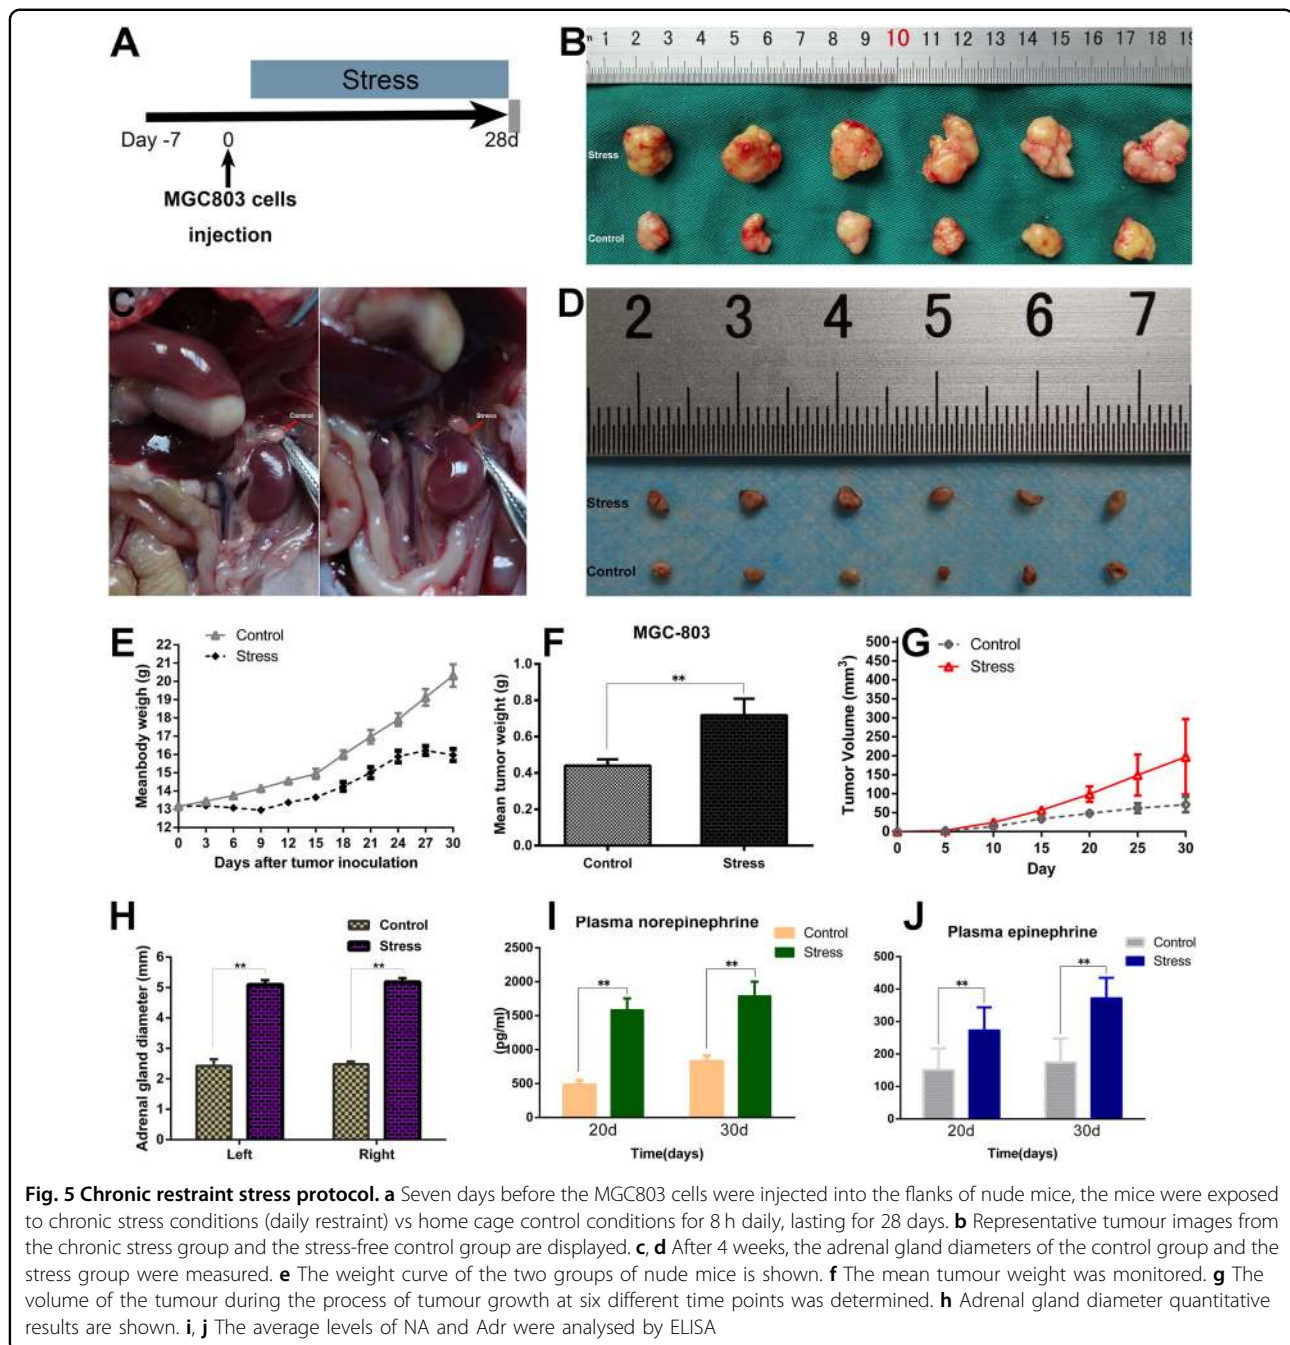 A
Stress
Day -7
0
28d
MGC803 cells
injection
B
1 2 3 4 5 6 7 8 9 10 11 12 13 14 15 16 17 18 19
Stress
Control
C
Control
Stress
D
2 3 4 5 6 7
Stress
Control
E
Control
Stress
Meanbody weigh (g)
22
21
20
19
18
17
16
15
14
13
12
0 3 6 9 12 15 18 21 24 27 30
Days after tumor inoculation
F
MGC-803
Mean tumor weight (g)
1.0
0.8
0.6
0.4
0.2
0.0
**
Control Stress
G
Control
Stress
Tumor Volume (mm³)
500
450
400
350
300
250
200
150
100
50
0
0 5 10 15 20 25 30
Day
H
Control
Stress
Adrenal gland diameter (mm)
6
5
4
3
2
1
0
** **
Left Right
I
Plasma norepinephrine
Control
Stress
(pg/ml)
2500
2000
1500
1000
500
0
** **
20d 30d
Time(days)
J
Plasma epinephrine
Control
Stress
500
400
300
200
100
0
** **
20d 30d
Time(days)
Fig. 5 Chronic restraint stress protocol. a Seven days before the MGC803 cells were injected into the flanks of nude mice, the mice were exposed
to chronic stress conditions (daily restraint) vs home cage control conditions for 8 h daily, lasting for 28 days. b Representative tumour images from
the chronic stress group and the stress-free control group are displayed. c, d After 4 weeks, the adrenal gland diameters of the control group and the
stress group were measured. e The weight curve of the two groups of nude mice is shown. f The mean tumour weight was monitored. g The
volume of the tumour during the process of tumour growth at six different time points was determined. h Adrenal gland diameter quantitative
results are shown. i, j The average levels of NA and Adr were analysed by ELISA